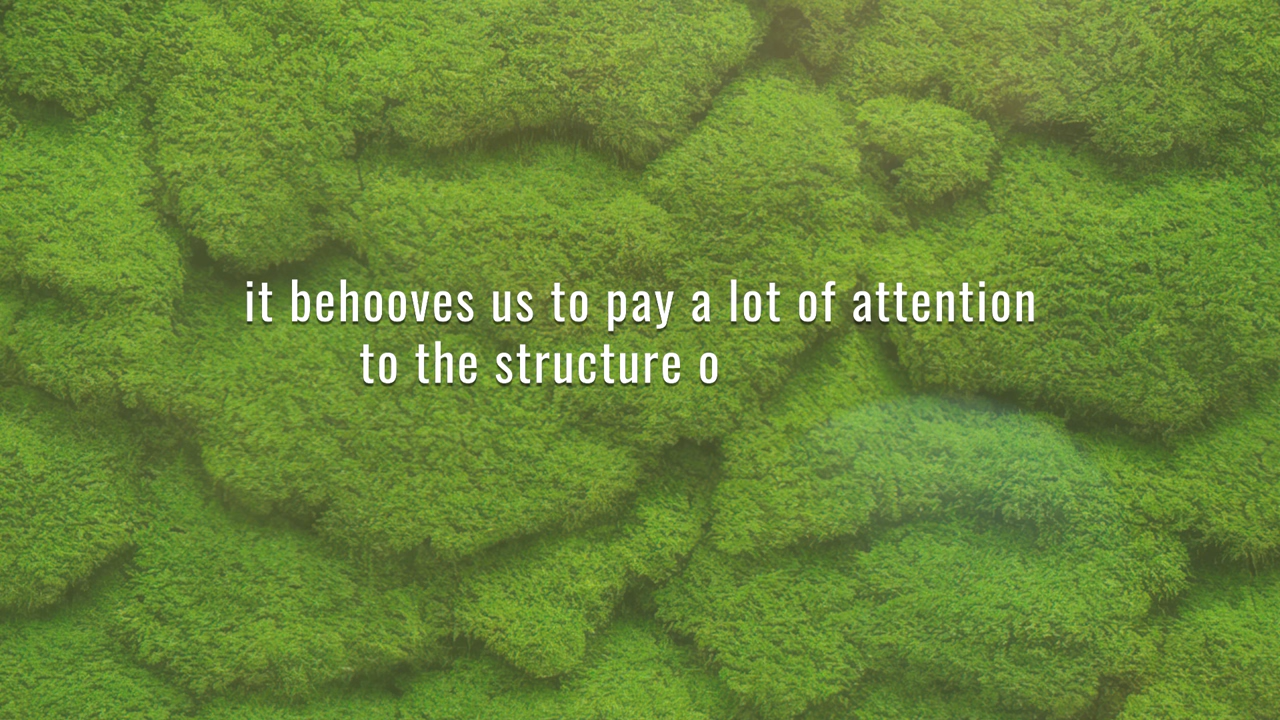 it behooves us to pay a lot of attention
to the structure o